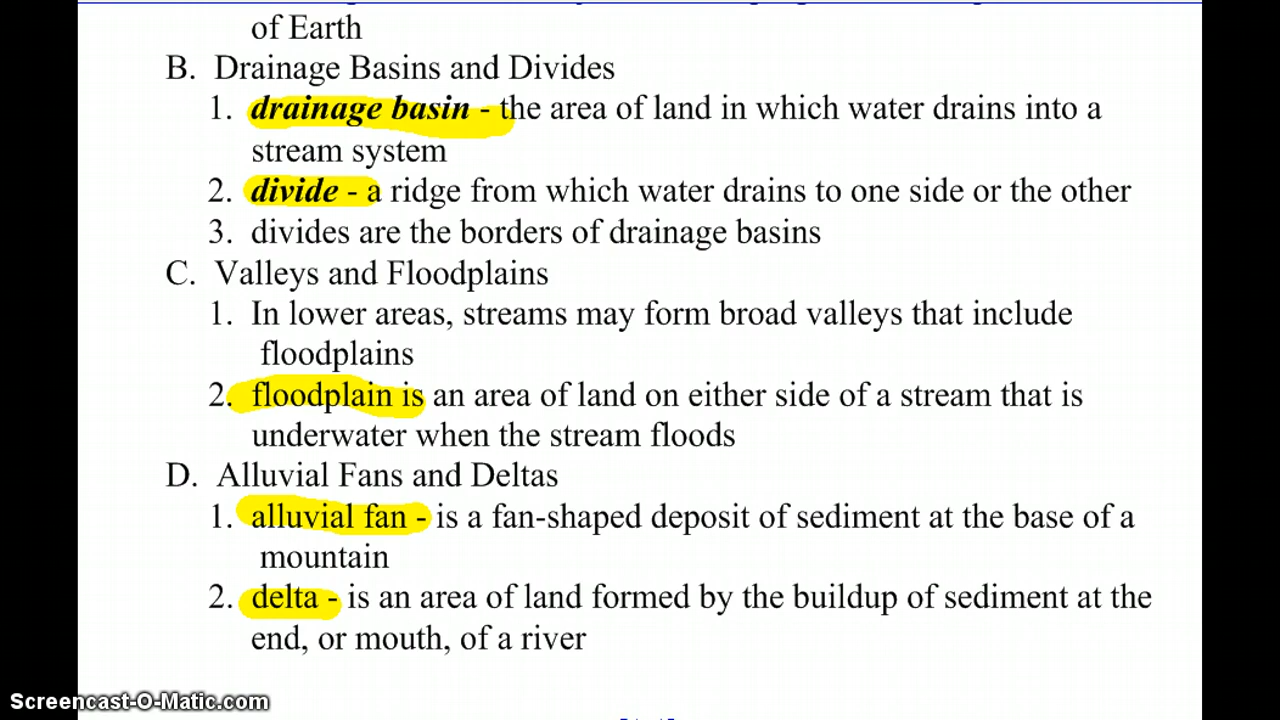 of Earth
B. Drainage Basins and Divides
1. drainage basin - the area of land in which water drains into a
stream system
2. divide - a ridge from which water drains to one side or the other
3. divides are the borders of drainage basins
C. Valleys and Floodplains
1. In lower areas, streams may form broad valleys that include
floodplains
2. floodplain is an area of land on either side of a stream that is
underwater when the stream floods
D. Alluvial Fans and Deltas
1. alluvial fan - is a fan-shaped deposit of sediment at the base of a
mountain
2. delta - is an area of land formed by the buildup of sediment at the
end, or mouth, of a river
Screencast-O-Matic.com